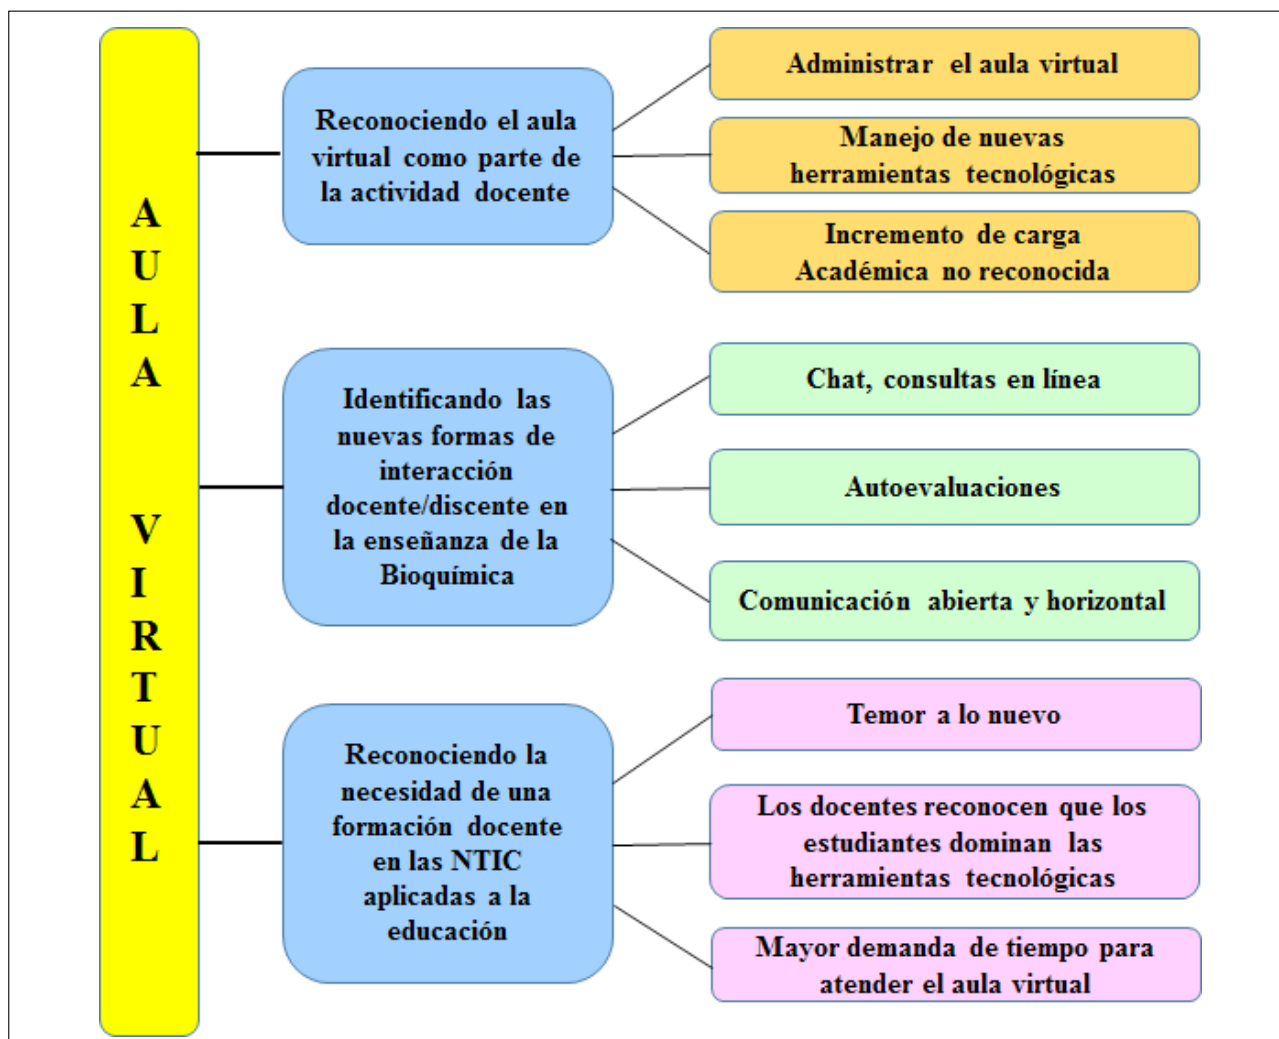 AULA VIRTUAL
Reconociendo el aula
virtual como parte de
la actividad docente
Administrar el aula virtual
Manejo de nuevas
herramientas tecnológicas
Incremento de carga
Académica no reconocida
Identificando las
nuevas formas de
interacción
docente/discente en
la enseñanza de la
Bioquímica
Chat, consultas en línea
Autoevaluaciones
Comunicación abierta y horizontal
Reconociendo la
necesidad de una
formación docente
en las NTIC
aplicadas a la
educación
Temor a lo nuevo
Los docentes reconocen que los
estudiantes dominan las
herramientas tecnológicas
Mayor demanda de tiempo para
atender el aula virtual